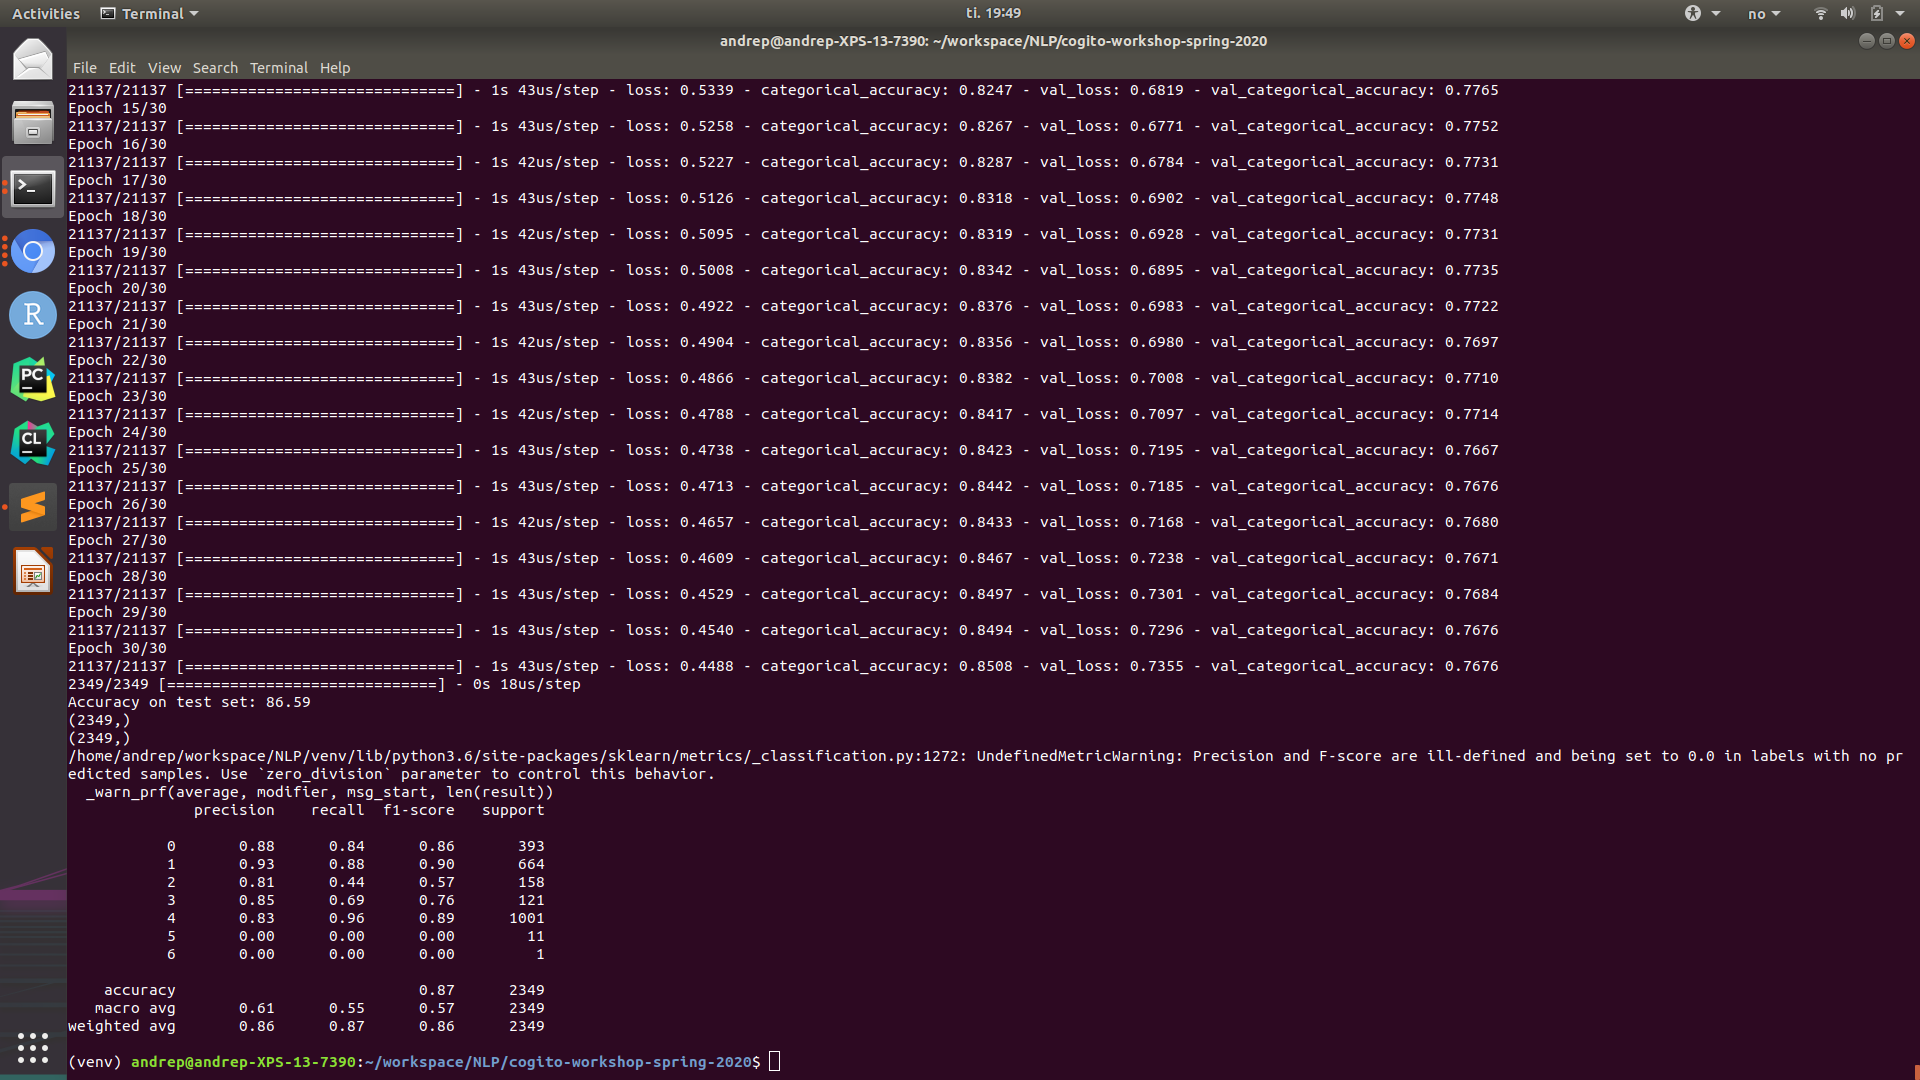 Activities Terminal ti. 19:49 no
andrep@andrep-XPS-13-7390: ~/workspace/NLP/cogito-workshop-spring-2020
File Edit View Search Terminal Help
21137/21137 [==============================] - 1s 43us/step - loss: 0.5339 - categorical_accuracy: 0.8247 - val_loss: 0.6819 - val_categorical_accuracy: 0.7765
Epoch 15/30
21137/21137 [==============================] - 1s 43us/step - loss: 0.5258 - categorical_accuracy: 0.8267 - val_loss: 0.6771 - val_categorical_accuracy: 0.7752
Epoch 16/30
21137/21137 [==============================] - 1s 42us/step - loss: 0.5227 - categorical_accuracy: 0.8287 - val_loss: 0.6784 - val_categorical_accuracy: 0.7731
Epoch 17/30
21137/21137 [==============================] - 1s 43us/step - loss: 0.5126 - categorical_accuracy: 0.8318 - val_loss: 0.6902 - val_categorical_accuracy: 0.7748
Epoch 18/30
21137/21137 [==============================] - 1s 42us/step - loss: 0.5095 - categorical_accuracy: 0.8319 - val_loss: 0.6928 - val_categorical_accuracy: 0.7731
Epoch 19/30
21137/21137 [==============================] - 1s 43us/step - loss: 0.5008 - categorical_accuracy: 0.8342 - val_loss: 0.6895 - val_categorical_accuracy: 0.7735
Epoch 20/30
21137/21137 [==============================] - 1s 43us/step - loss: 0.4922 - categorical_accuracy: 0.8376 - val_loss: 0.6983 - val_categorical_accuracy: 0.7722
Epoch 21/30
21137/21137 [==============================] - 1s 42us/step - loss: 0.4904 - categorical_accuracy: 0.8356 - val_loss: 0.6980 - val_categorical_accuracy: 0.7697
Epoch 22/30
21137/21137 [==============================] - 1s 43us/step - loss: 0.4866 - categorical_accuracy: 0.8382 - val_loss: 0.7008 - val_categorical_accuracy: 0.7710
Epoch 23/30
21137/21137 [==============================] - 1s 42us/step - loss: 0.4788 - categorical_accuracy: 0.8417 - val_loss: 0.7097 - val_categorical_accuracy: 0.7714
Epoch 24/30
21137/21137 [==============================] - 1s 43us/step - loss: 0.4738 - categorical_accuracy: 0.8423 - val_loss: 0.7195 - val_categorical_accuracy: 0.7667
Epoch 25/30
21137/21137 [==============================] - 1s 43us/step - loss: 0.4713 - categorical_accuracy: 0.8442 - val_loss: 0.7185 - val_categorical_accuracy: 0.7676
Epoch 26/30
21137/21137 [==============================] - 1s 42us/step - loss: 0.4657 - categorical_accuracy: 0.8433 - val_loss: 0.7168 - val_categorical_accuracy: 0.7680
Epoch 27/30
21137/21137 [==============================] - 1s 43us/step - loss: 0.4609 - categorical_accuracy: 0.8467 - val_loss: 0.7238 - val_categorical_accuracy: 0.7671
Epoch 28/30
21137/21137 [==============================] - 1s 43us/step - loss: 0.4529 - categorical_accuracy: 0.8497 - val_loss: 0.7301 - val_categorical_accuracy: 0.7684
Epoch 29/30
21137/21137 [==============================] - 1s 43us/step - loss: 0.4540 - categorical_accuracy: 0.8494 - val_loss: 0.7296 - val_categorical_accuracy: 0.7676
Epoch 30/30
21137/21137 [==============================] - 1s 43us/step - loss: 0.4488 - categorical_accuracy: 0.8508 - val_loss: 0.7355 - val_categorical_accuracy: 0.7676
2349/2349 [==============================] - 0s 18us/step
Accuracy on test set: 86.59
(2349,)
(2349,)
/home/andrep/workspace/NLP/venv/lib/python3.6/site-packages/sklearn/metrics/_classification.py:1272: UndefinedMetricWarning: Precision and F-score are ill-defined and being set to 0.0 in labels with no pr
edicted samples. Use `zero_division` parameter to control this behavior.
_warn_prf(average, modifier, msg_start, len(result))
precision recall f1-score support
0 0.88 0.84 0.86 393
1 0.93 0.88 0.90 664
2 0.81 0.44 0.57 158
3 0.85 0.69 0.76 121
4 0.83 0.96 0.89 1001
5 0.00 0.00 0.00 11
6 0.00 0.00 0.00 1
accuracy 0.87 2349
macro avg 0.61 0.55 0.57 2349
weighted avg 0.86 0.87 0.86 2349
(venv) andrep@andrep-XPS-13-7390:~/workspace/NLP/cogito-workshop-spring-2020$
R
PC
CL